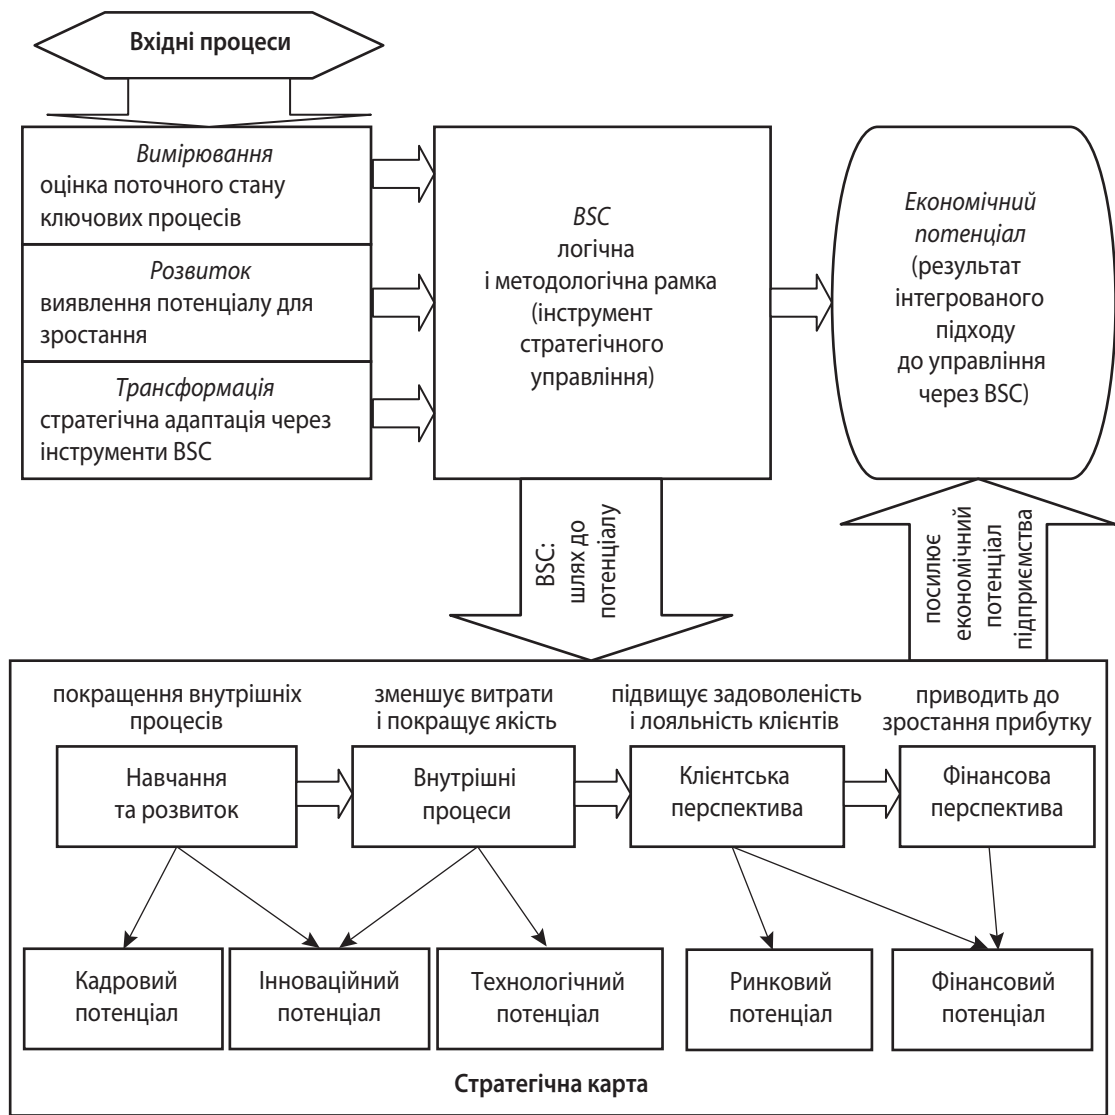 Вхідні процеси
Вимірювання
оцінка поточного стану
ключових процесів
Розвиток
виявлення потенціалу для
зростання
Трансформація
стратегічна адаптація через
інструменти BSC
BSC
логічна
і методологічна рамка
(інструмент
стратегічного
управління)
Економічний
потенціал
(результат
інтегрованого
підходу
до управління
через BSC)
BSC:
шлях до
потенціалу
посилює
економічний
потенціал
підприємства
покращення внутрішніх
процесів
зменшує витрати
і покращує якість
підвищує задоволеність
і лояльність клієнтів
приводить до
зростання прибутку
Навчання
та розвиток
Внутрішні
процеси
Клієнтська
перспектива
Фінансова
перспектива
Кадровий
потенціал
Інноваційний
потенціал
Технологічний
потенціал
Ринковий
потенціал
Фінансовий
потенціал
Стратегічна карта